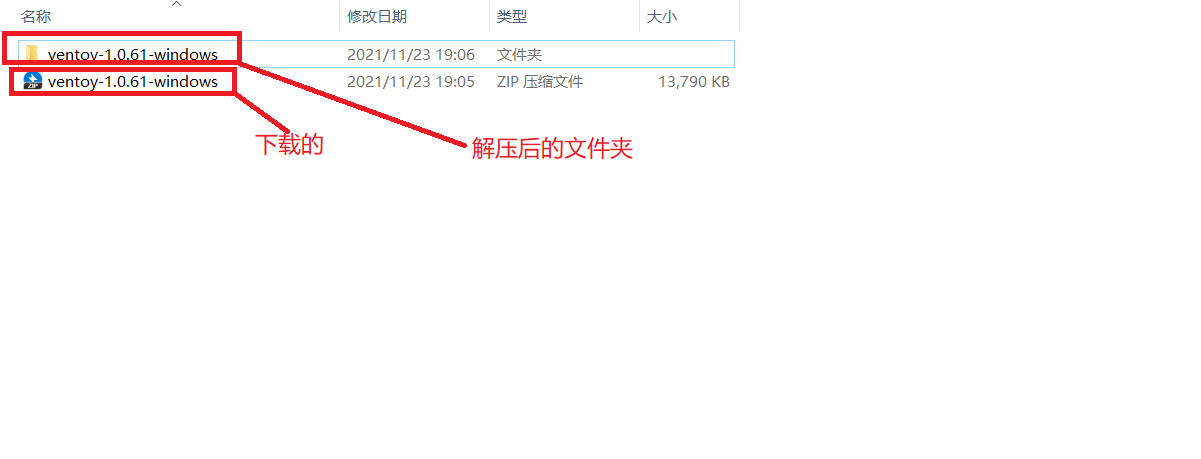 名称 修改日期 类型 大小
ventoy-1.0.61-windows 2021/11/23 19:06 文件夹
ZIP ventoy-1.0.61-windows 2021/11/23 19:05 ZIP 压缩文件 13,790 KB
下载的
解压后的文件夹